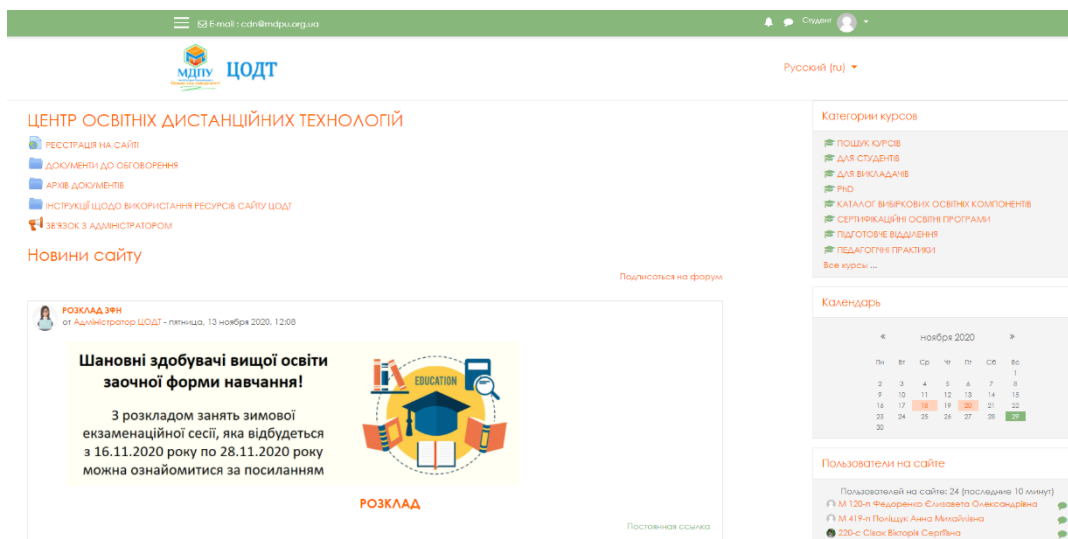 E-mail : cdn@mdpu.org.ua
Студент
МДПУ
ЦОДТ
Русский (ru)
ЦЕНТР ОСВІТНІХ ДИСТАНЦІЙНИХ ТЕХНОЛОГІЙ
РЕЄСТРАЦІЯ НА САЙТІ
ДОКУМЕНТИ ДО ОБГОВОРЕННЯ
АРХІВ ДОКУМЕНТІВ
ІНСТРУКЦІЇ ЩОДО ВИКОРИСТАННЯ РЕСУРСІВ САЙТУ ЦОДТ
ЗВ'ЯЗОК З АДМІНІСТРАТОРОМ
Новини сайту
Подписаться на форум
РОЗКЛАД ЗФН
от Адміністратор ЦОДТ - пятница, 13 ноября 2020, 12:08
Шановні здобувачі вищої освіти
заочної форми навчання!
З розкладом занять зимової
екзаменаційної сесії, яка відбудеться
з 16.11.2020 року по 28.11.2020 року
можна ознайомитися за посиланням
EDUCATION
РОЗКЛАД
Постоянная ссылка
Категории курсов
ПОШУК КУРСІВ
ДЛЯ СТУДЕНТІВ
ДЛЯ ВИКЛАДАЧІВ
PhD
КАТАЛОГ ВИБІРКОВИХ ОСВІТНІХ КОМПОНЕНТІВ
СЕРТИФІКАЦІЙНІ ОСВІТНІ ПРОГРАМИ
ПІДГОТОВЧЕ ВІДДІЛЕННЯ
ПЕДАГОГІЧНІ ПРАКТИКИ
Все курсы ...
Календарь
« ноября 2020 »
Пн Вт Ср Чт Пт Сб Вс
1
2 3 4 5 6 7 8
9 10 11 12 13 14 15
16 17 18 19 20 21 22
23 24 25 26 27 28 29
30
Пользователи на сайте
Пользователей на сайте: 24 (последние 10 минут)
М 120-п Федоренко Єлизавета Олександрівна
М 419-п Поліщук Анна Михайлівна
220-с Сівак Вікторія Сергіївна